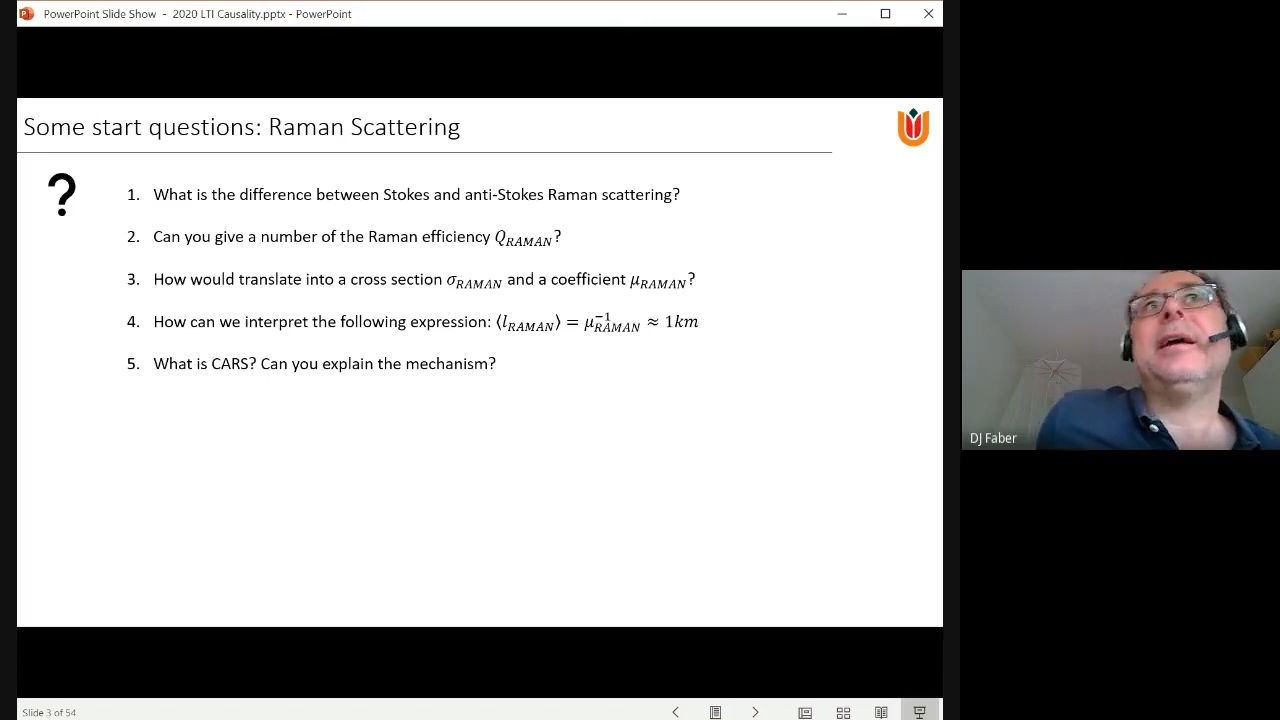 PowerPoint Slide Show - 2020 LTI Causality.pptx - PowerPoint
Some start questions: Raman Scattering
?
1. What is the difference between Stokes and anti-Stokes Raman scattering?
2. Can you give a number of the Raman efficiency Q_RAMAN?
3. How would translate into a cross section σ_RAMAN and a coefficient μ_RAMAN?
4. How can we interpret the following expression: ⟨l_RAMAN⟩ = μ_RAMAN^−1 ≈ 1km
5. What is CARS? Can you explain the mechanism?
DJ Faber
Slide 3 of 54